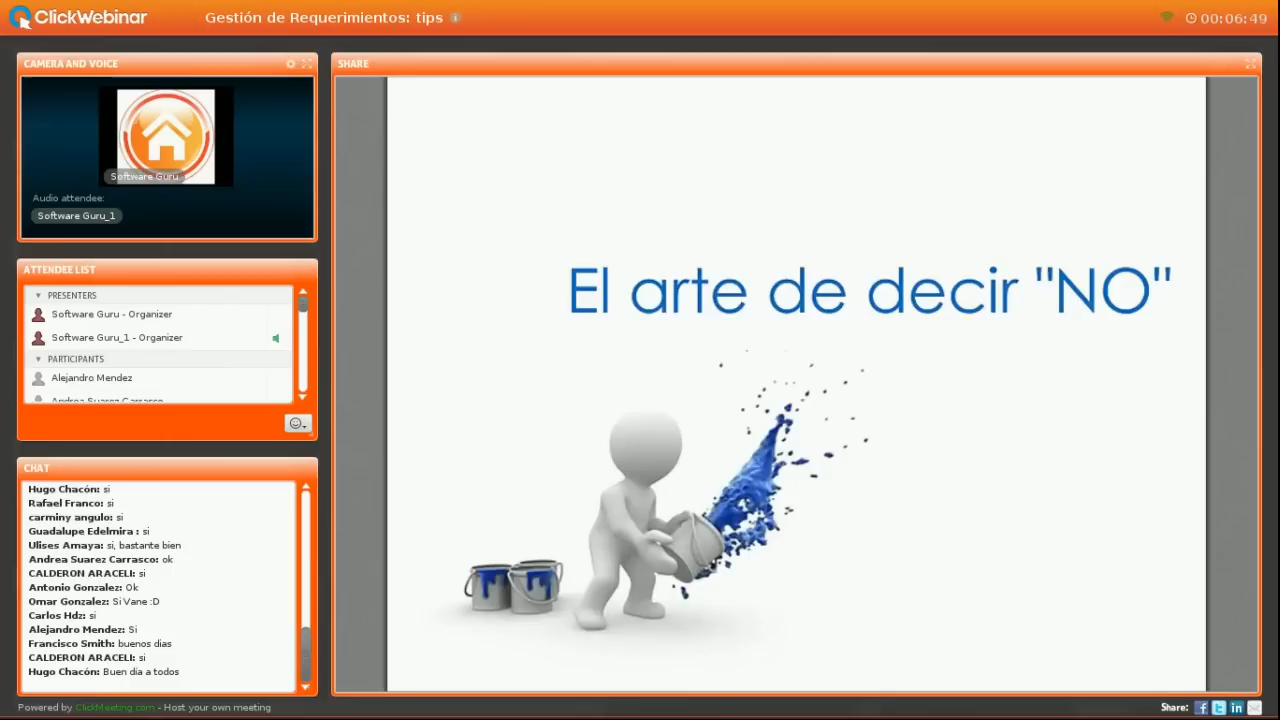 ClickWebinar
Gestión de Requerimientos: tips
00:06:49
CAMERA AND VOICE
Software Guru
Audio attendee:
Software Guru_1
ATTENDEE LIST
PRESENTERS
Software Guru - Organizer
Software Guru_1 - Organizer
PARTICIPANTS
Alejandro Mendez
Andrea Suarez Carrasco
CHAT
Hugo Chacón: si
Rafael Franco: si
carminy angulo: si
Guadalupe Edelmira : si
Ulises Amaya: si, bastante bien
Andrea Suarez Carrasco: ok
CALDERON ARACELI: si
Antonio Gonzalez: Ok
Omar Gonzalez: Si Vane :D
Carlos Hdz: si
Alejandro Mendez: Si
Francisco Smith: buenos dias
CALDERON ARACELI: si
Hugo Chacón: Buen día a todos
SHARE
El arte de decir "NO"
Powered by ClickMeeting.com - Host your own meeting
Share: